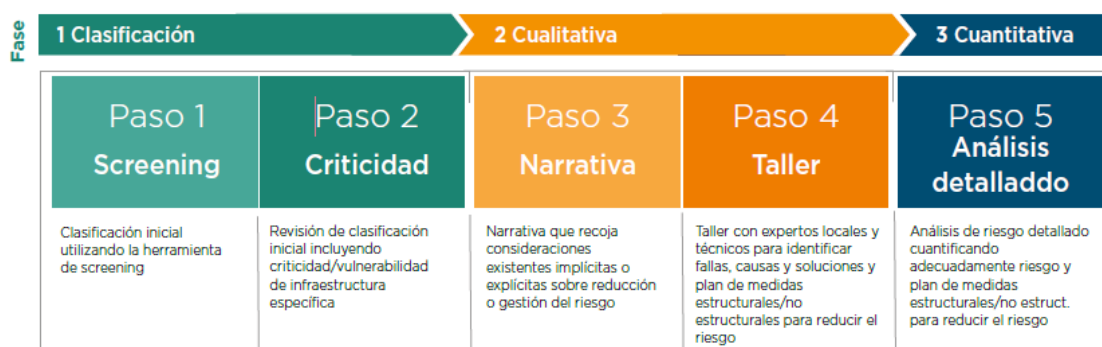 Fase
1 Clasificación
2 Cualitativa
3 Cuantitativa
Paso 1
Screening
Paso 2
Criticidad
Paso 3
Narrativa
Paso 4
Taller
Paso 5
Análisis
detalladdo
Clasificación inicial
utilizando la herramienta
de screening
Revisión de clasificación
inicial incluyendo
criticidad/vulnerabilidad
de infraestructura
específica
Narrativa que recoja
consideraciones
existentes implícitas o
explícitas sobre reducción
o gestión del riesgo
Taller con expertos locales y
técnicos para identificar
fallas, causas y soluciones y
plan de medidas
estructurales/no
estructurales para reducir el
riesgo
Análisis de riesgo detallado
cuantificando
adecuadamente riesgo y
plan de medidas
estructurales/no estruct.
para reducir el riesgo